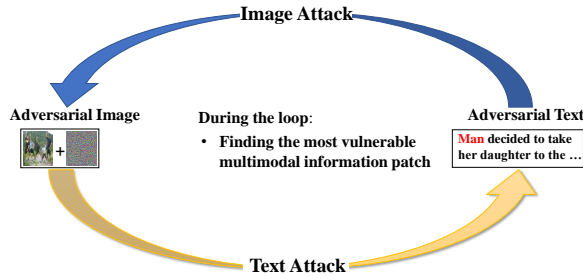 Image Attack
Adversarial Image
+
During the loop:
• Finding the most vulnerable
multimodal information patch
Adversarial Text
Man decided to take
her daughter to the ...
Text Attack